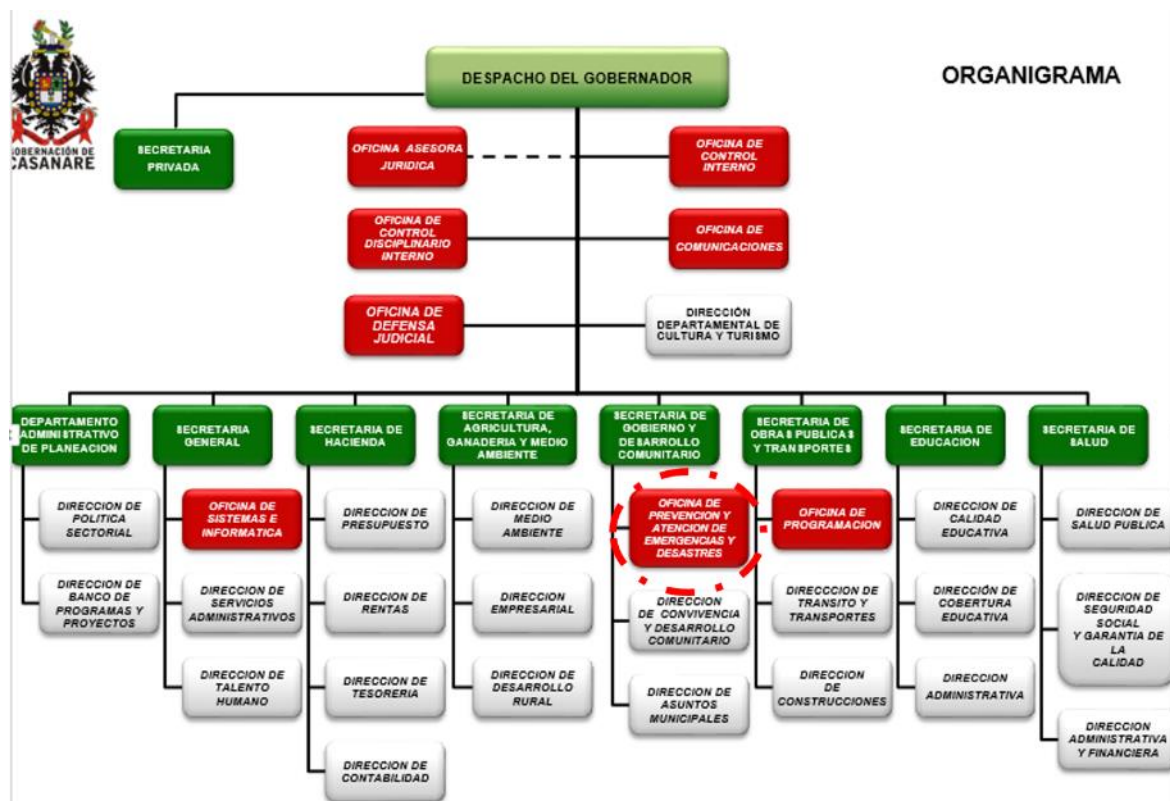 DESPACHO DEL GOBERNADOR
ORGANIGRAMA
GOBERNACIÓN DE
CASANARE
SECRETARIA
PRIVADA
OFICINA ASESORA
JURIDICA
OFICINA DE
CONTROL
INTERNO
OFICINA DE
CONTROL
DISCIPLINARIO
INTERNO
OFICINA DE
COMUNICACIONES
OFICINA DE
DEFENSA
JUDICIAL
DIRECCIÓN
DEPARTAMENTAL DE
CULTURA Y TURISMO
DEPARTAMENTO
ADMINISTRATIVO
DE PLANEACION
SECRETARIA
GENERAL
SECRETARIA DE
HACIENDA
SECRETARIA DE
AGRICULTURA,
GANADERIA Y MEDIO
AMBIENTE
SECRETARIA DE
GOBIERNO Y
DESARROLLO
COMUNITARIO
SECRETARIA DE
OBRAS PUBLICAS
Y TRANSPORTES
SECRETARIA DE
EDUCACION
SECRETARIA DE
SALUD
DIRECCION DE
POLITICA
SECTORIAL
OFICINA DE
SISTEMAS E
INFORMATICA
DIRECCION DE
PRESUPUESTO
DIRECCION DE
MEDIO
AMBIENTE
OFICINA DE
PREVENCION Y
ATENCION DE
EMERGENCIAS Y
DESASTRES
OFICINA DE
PROGRAMACION
DIRECCION DE
CALIDAD
EDUCATIVA
DIRECCION DE
SALUD PUBLICA
DIRECCION DE
BANCO DE
PROGRAMAS Y
PROYECTOS
DIRECCION DE
SERVICIOS
ADMINISTRATIVOS
DIRECCION DE
RENTAS
DIRECCION
EMPRESARIAL
DIRECCION
DE CONVIVENCIA
Y DESARROLLO
COMUNITARIO
DIRECCCION DE
TRANSITO Y
TRANSPORTES
DIRECCIÓN DE
COBERTURA
EDUCATIVA
DIRECCION DE
SEGURIDAD
SOCIAL
Y GARANTIA DE
LA
CALIDAD
DIRECCION DE
TALENTO
HUMANO
DIRECCION DE
TESORERIA
DIRECCION DE
DESARROLLO
RURAL
DIRECCION DE
ASUNTOS
MUNICIPALES
DIRECCION
DE
CONSTRUCCIONES
DIRECCION
ADMINISTRATIVA
DIRECCION
ADMINISTRATIVA
Y FINANCIERA
DIRECCION DE
CONTABILIDAD